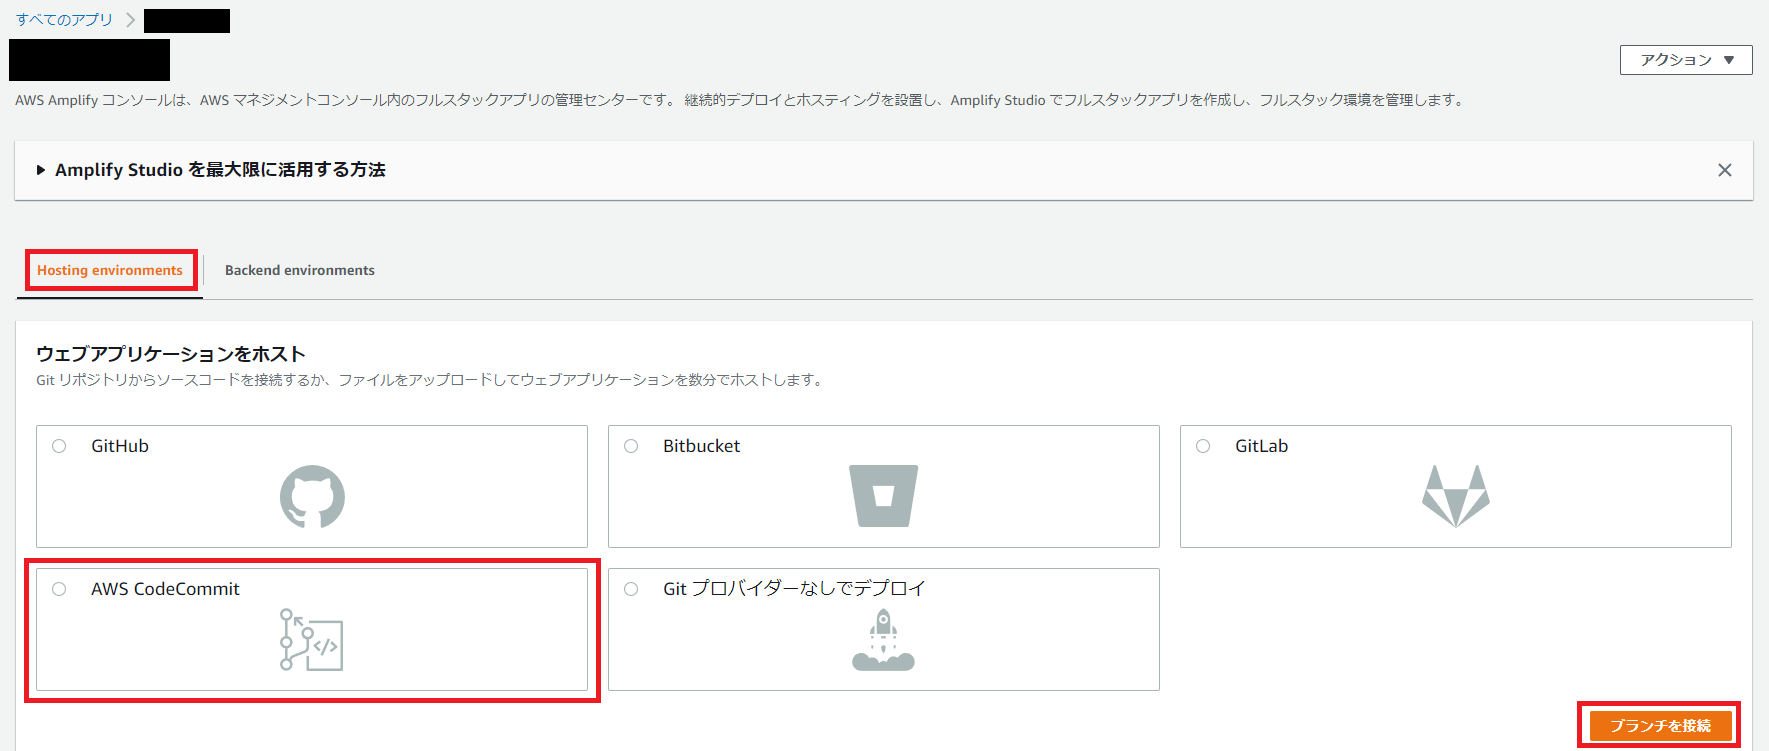 すべてのアプリ
アクション ▼
AWS Amplify コンソールは、AWS マネジメントコンソール内のフルスタックアプリの管理センターです。 継続的デプロイとホスティングを設置し、Amplify Studio でフルスタックアプリを作成し、フルスタック環境を管理します。
Amplify Studio を最大限に活用する方法
Hosting environments Backend environments
ウェブアプリケーションをホスト
Git リポジトリからソースコードを接続するか、ファイルをアップロードしてウェブアプリケーションを数分でホストします。
GitHub
Bitbucket
GitLab
AWS CodeCommit
Git プロバイダーなしでデプロイ
ブランチを接続